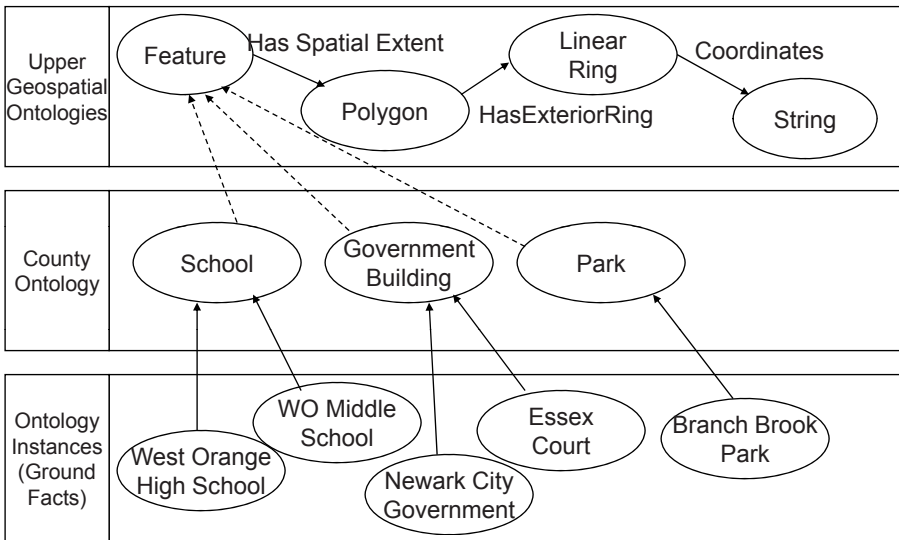 Upper
Geospatial
Ontologies
Feature
Has Spatial Extent
Polygon
HasExteriorRing
Linear
Ring
Coordinates
String
County
Ontology
School
Government
Building
Park
Ontology
Instances
(Ground
Facts)
West Orange
High School
WO Middle
School
Newark City
Government
Essex
Court
Branch Brook
Park